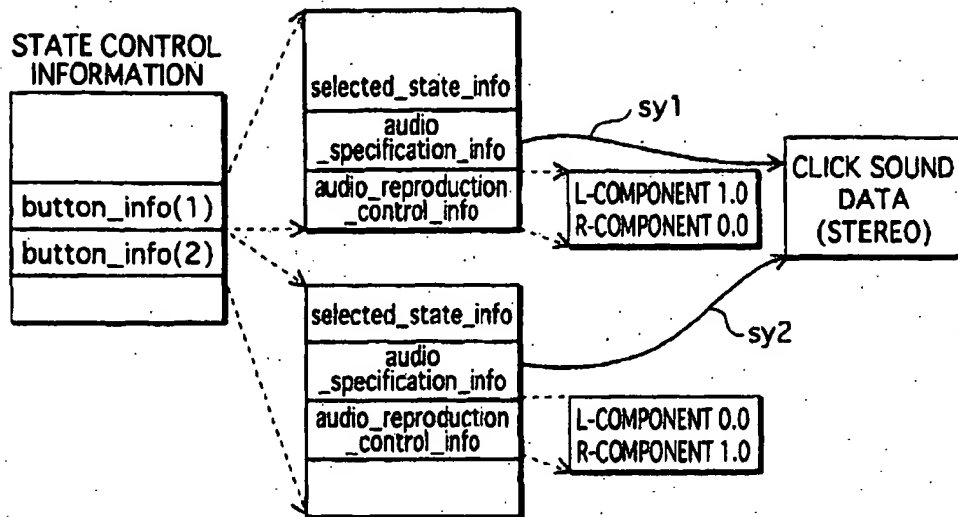 STATE CONTROL
INFORMATION
button_info(1)
button_info(2)
selected_state_info
audio
_specification_info
audio_reproduction
_control_info
L-COMPONENT 1.0
R-COMPONENT 0.0
sy1
CLICK SOUND
DATA
(STEREO)
selected_state_info
audio
_specification_info
audio_reproduction
_control_info
L-COMPONENT 0.0
R-COMPONENT 1.0
sy2